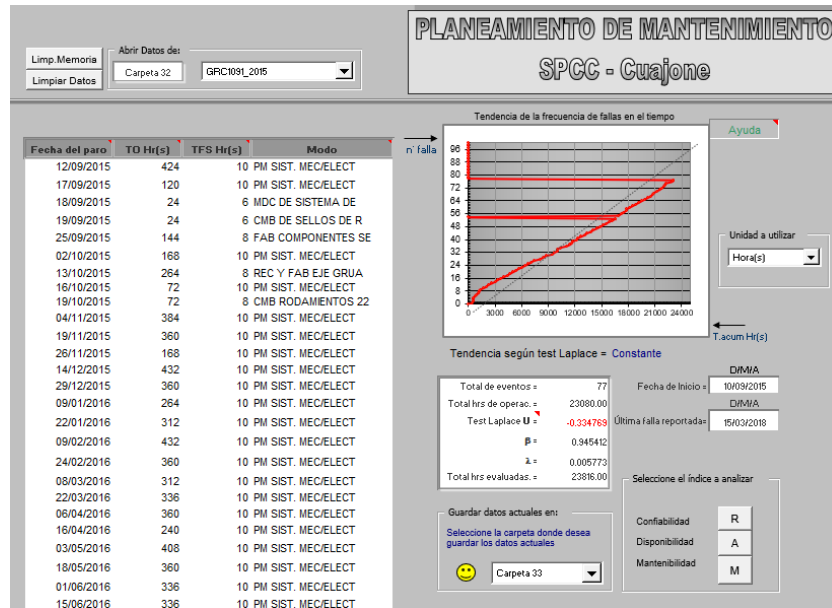 PLANEAMIENTO DE MANTENIMIENTO
SPCC - Cuajone
Limp.Memoria
Limpiar Datos
Abrir Datos de:
Carpeta 32
GRC1091_2015
Fecha del paro TO Hr(s) TFS Hr(s) Modo
12/09/2015 424 10 PM SIST. MEC/ELECT
17/09/2015 120 10 PM SIST. MEC/ELECT
18/09/2015 24 6 MDC DE SISTEMA DE
19/09/2015 24 6 CMB DE SELLOS DE R
25/09/2015 144 8 FAB COMPONENTES SE
02/10/2015 168 10 PM SIST. MEC/ELECT
13/10/2015 264 8 REC Y FAB EJE GRUA
16/10/2015 72 10 PM SIST. MEC/ELECT
19/10/2015 72 8 CMB RODAMIENTOS 22
04/11/2015 384 10 PM SIST. MEC/ELECT
19/11/2015 360 10 PM SIST. MEC/ELECT
26/11/2015 168 10 PM SIST. MEC/ELECT
14/12/2015 432 10 PM SIST. MEC/ELECT
29/12/2015 360 10 PM SIST. MEC/ELECT
09/01/2016 264 10 PM SIST. MEC/ELECT
22/01/2016 312 10 PM SIST. MEC/ELECT
09/02/2016 432 10 PM SIST. MEC/ELECT
24/02/2016 360 10 PM SIST. MEC/ELECT
08/03/2016 312 10 PM SIST. MEC/ELECT
22/03/2016 336 10 PM SIST. MEC/ELECT
06/04/2016 360 10 PM SIST. MEC/ELECT
16/04/2016 240 10 PM SIST. MEC/ELECT
03/05/2016 408 10 PM SIST. MEC/ELECT
18/05/2016 360 10 PM SIST. MEC/ELECT
01/06/2016 336 10 PM SIST. MEC/ELECT
15/06/2016 336 10 PM SIST. MEC/ELECT
Tendencia de la frecuencia de fallas en el tiempo
n° falla
96
88
80
72
64
56
48
40
32
24
16
8
0
0 3000 6000 9000 12000 15000 18000 21000 24000
T.acum Hr(s)
Ayuda
Unidad a utilizar
Hora(s)
Tendencia según test Laplace = Constante
Total de eventos = 77
Total hrs de operac. = 23080.00
Test Laplace U = -0.334769
β = 0.945412
λ = 0.005773
Total hrs evaluadas. = 23816.00
D/M/A
Fecha de Inicio = 10/09/2015
D/M/A
Última falla reportada= 15/03/2018
Guardar datos actuales en:
Seleccione la carpeta donde desea
guardar los datos actuales
Carpeta 33
Seleccione el índice a analizar
Confiabilidad R
Disponibilidad A
Mantenibilidad M